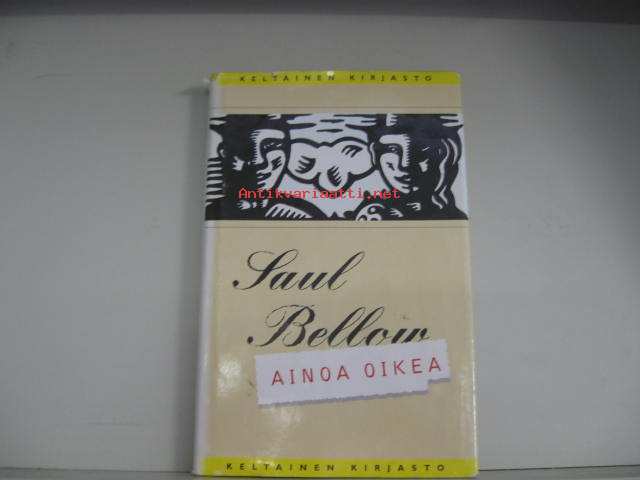 KELTAINEN KIRJASTO
Antikvariaatti.net
Saul
Bellow
AINOA OIKEA
KELTAINEN KIRJASTO